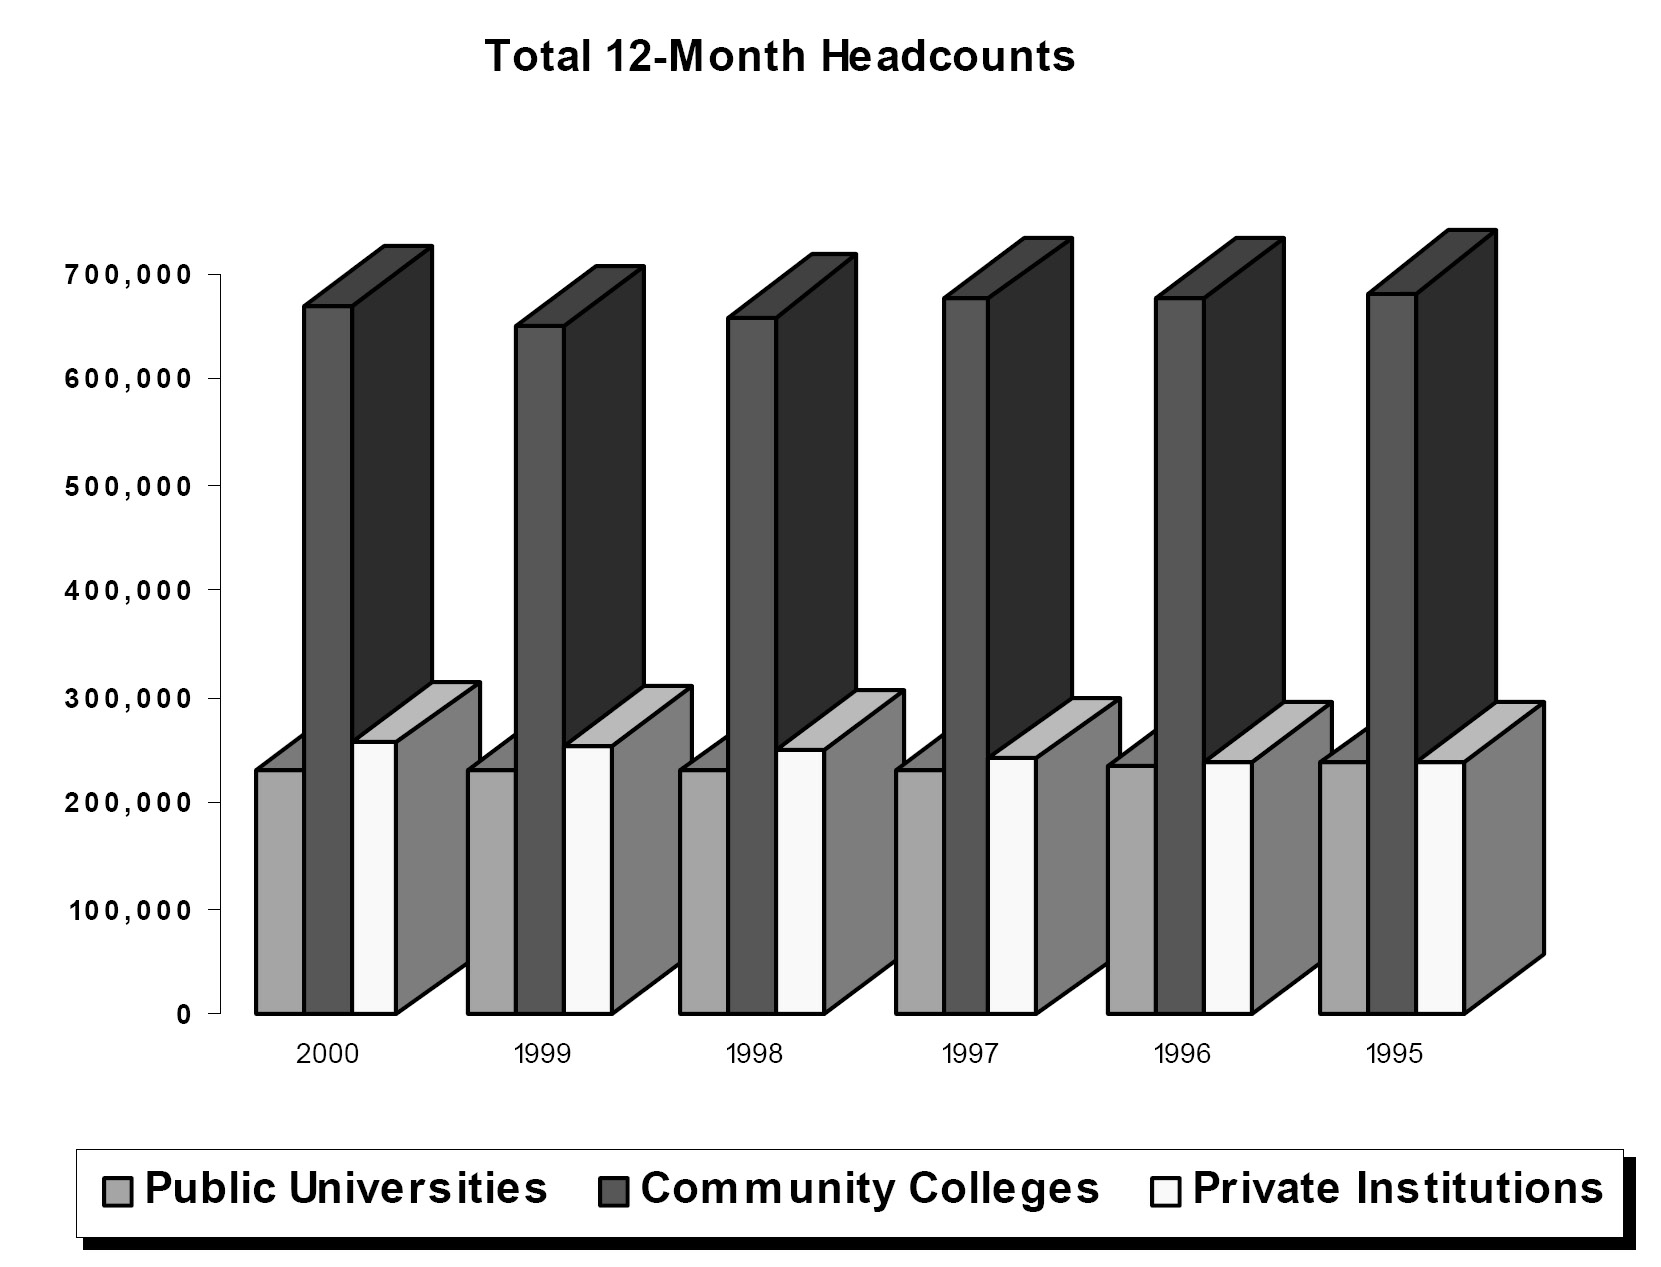 Total 12-Month Headcounts
700,000
600,000
500,000
400,000
300,000
200,000
100,000
0
2000 1999 1998 1997 1996 1995
Public Universities Community Colleges Private Institutions